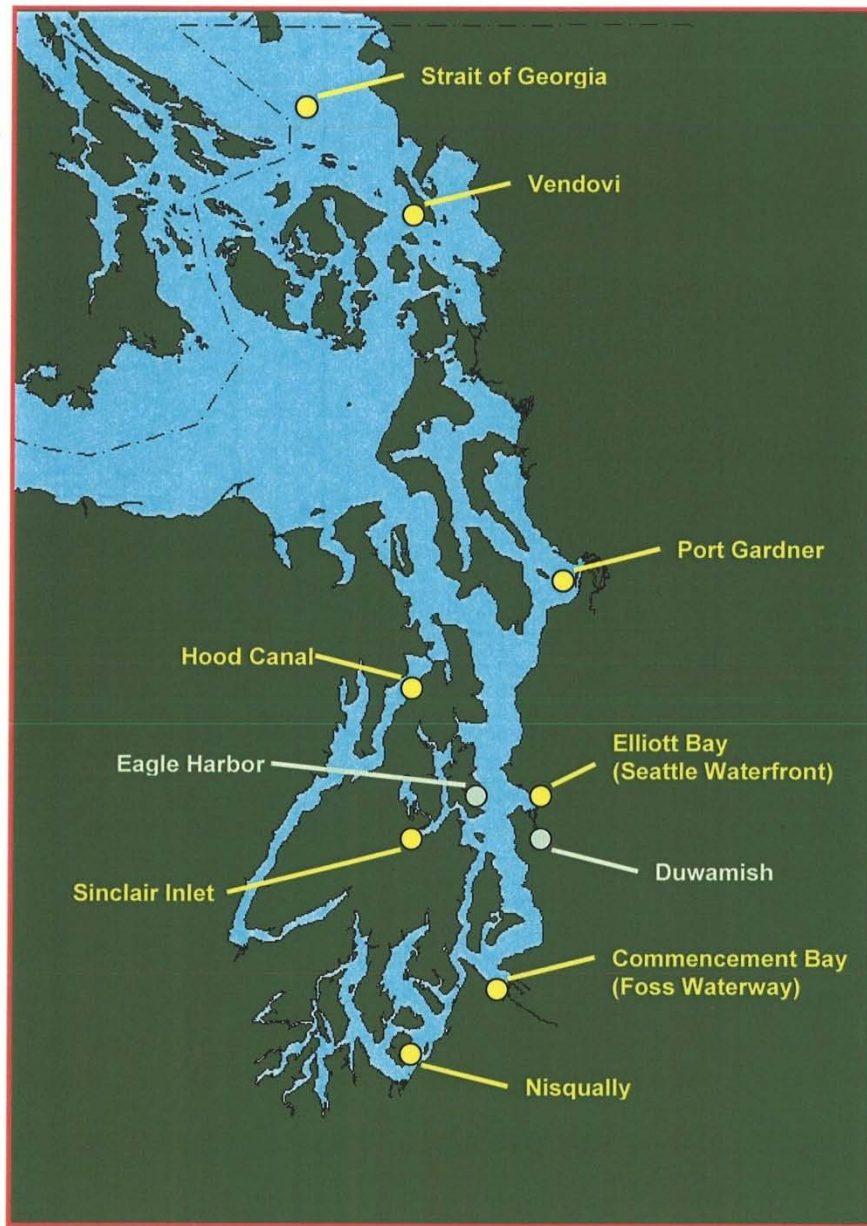 Strait of Georgia
Vendovi
Port Gardner
Hood Canal
Elliott Bay
(Seattle Waterfront)
Eagle Harbor
Duwamish
Sinclair Inlet
Commencement Bay
(Foss Waterway)
Nisqually